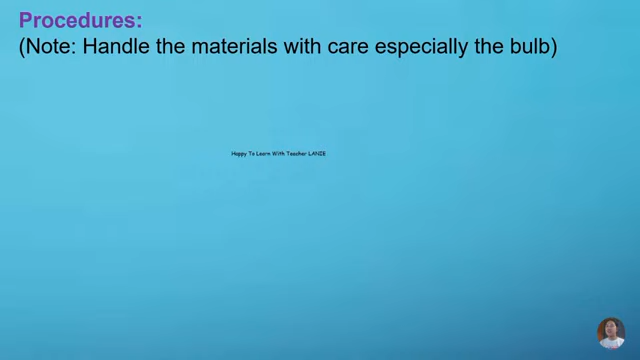 Procedures:
(Note: Handle the materials with care especially the bulb)
Happy To Learn With Teacher LANIE